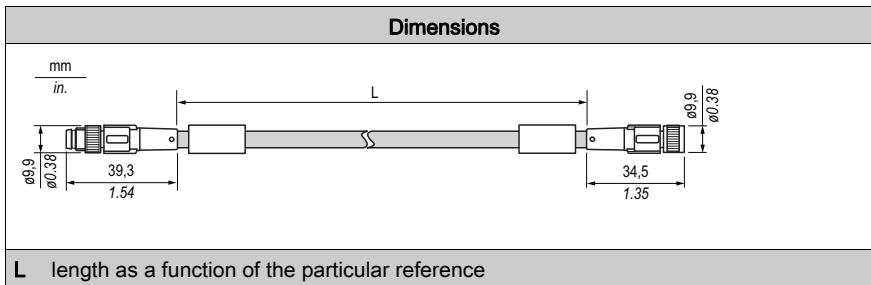 Dimensions
mm
in.
L
ø9,9
ø0.38
39,3
1.54
ø9,9
ø0.38
34,5
1.35
L length as a function of the particular reference